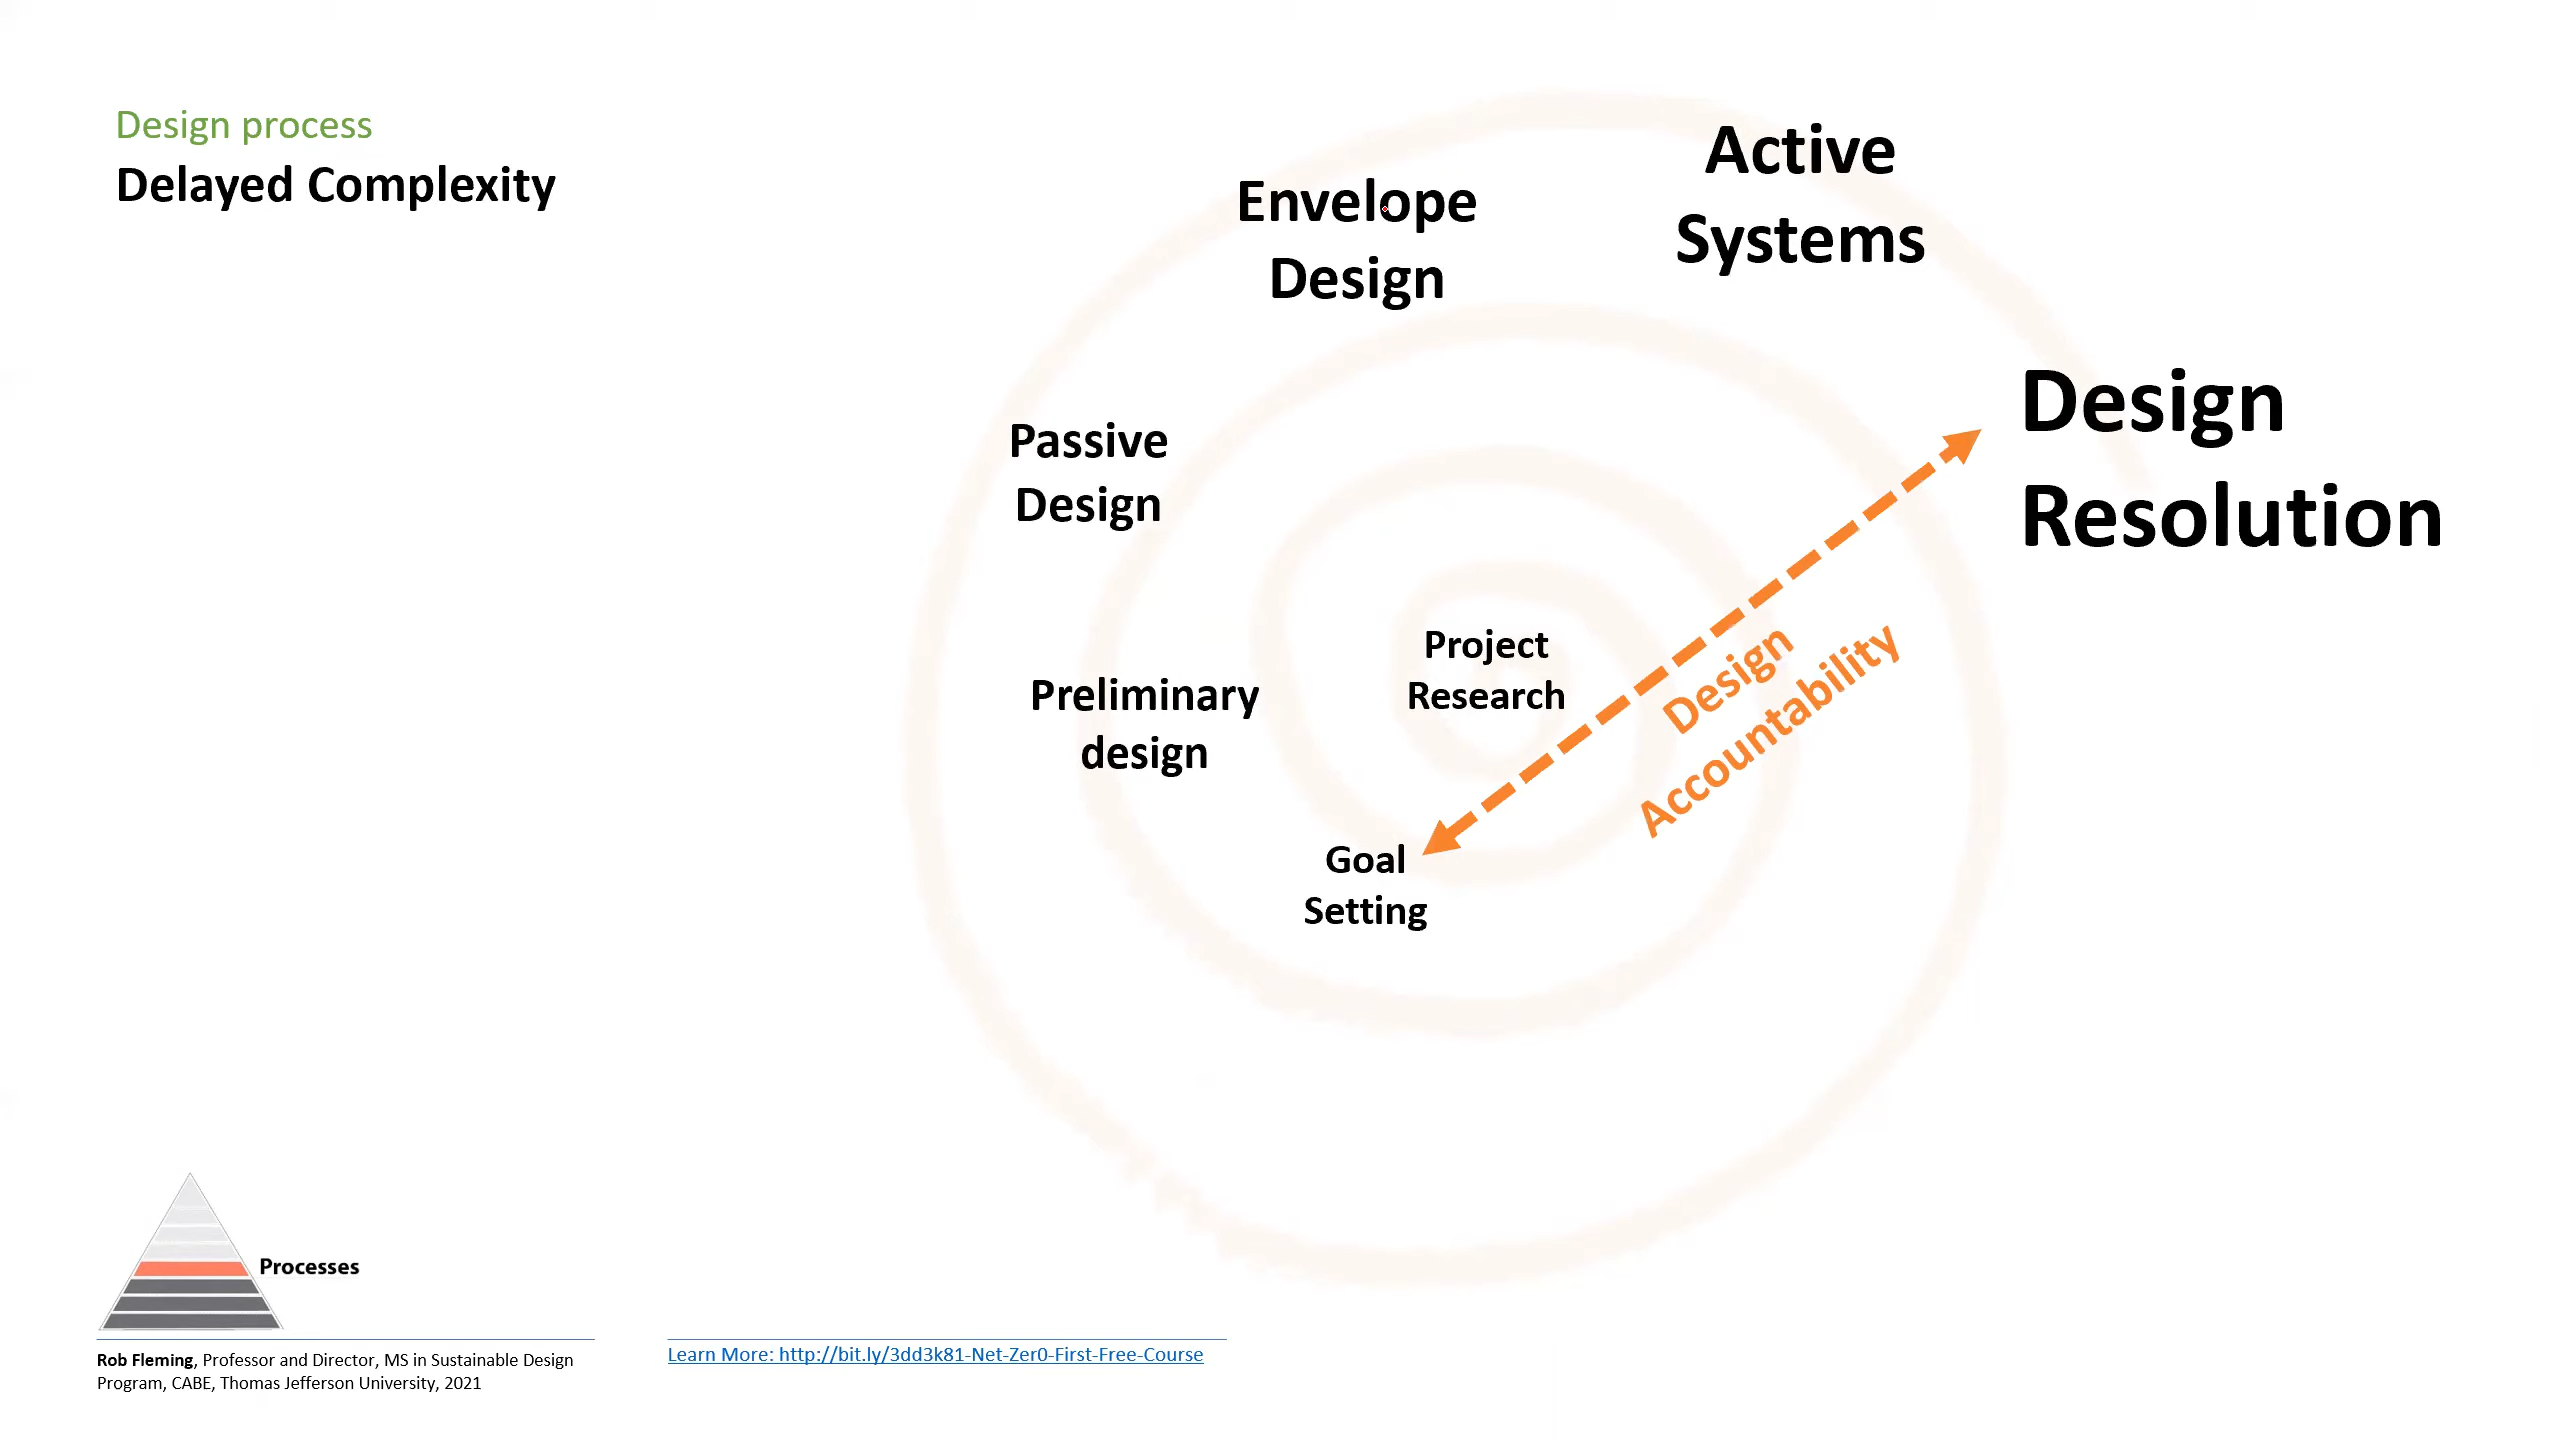 Design process
Delayed Complexity
Active
Systems
Envelope
Design
Design
Resolution
Passive
Design
Project
Research
Design
Accountability
Preliminary
design
Goal
Setting
Processes
Rob Fleming, Professor and Director, MS in Sustainable Design
Program, CABE, Thomas Jefferson University, 2021
Learn More: http://bit.ly/3dd3k81-Net-Zer0-First-Free-Course